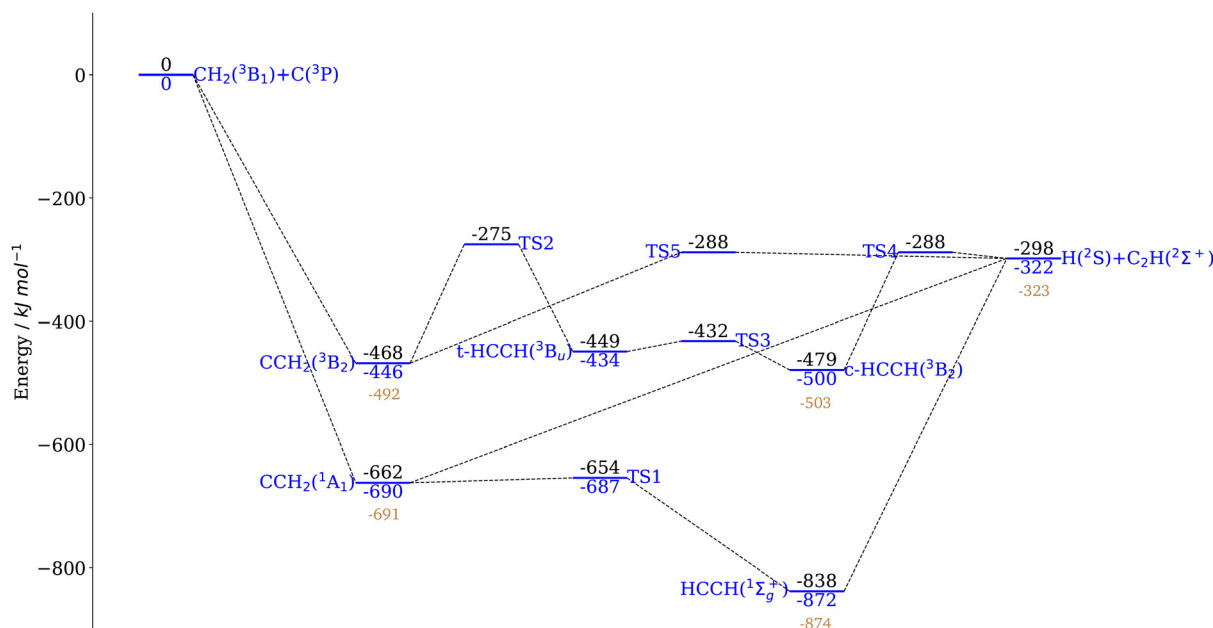 0
CH₂(³B₁)+C(³P)
0
0
−200
-275
TS2
-288
TS5
-288
TS4
-298
H(²S)+C₂H(²Σ⁺)
-322
-323
−400
-432
TS3
-449
t-HCCH(³Bᵤ)
-434
-468
CCH₂(³B₂)
-446
-492
-479
c-HCCH(³B₂)
-500
-503
Energy / kJ mol⁻¹
−600
-662
CCH₂(¹A₁)
-690
-691
-654
TS1
-687
−800
-838
HCCH(¹Σ_g⁺)
-872
-874